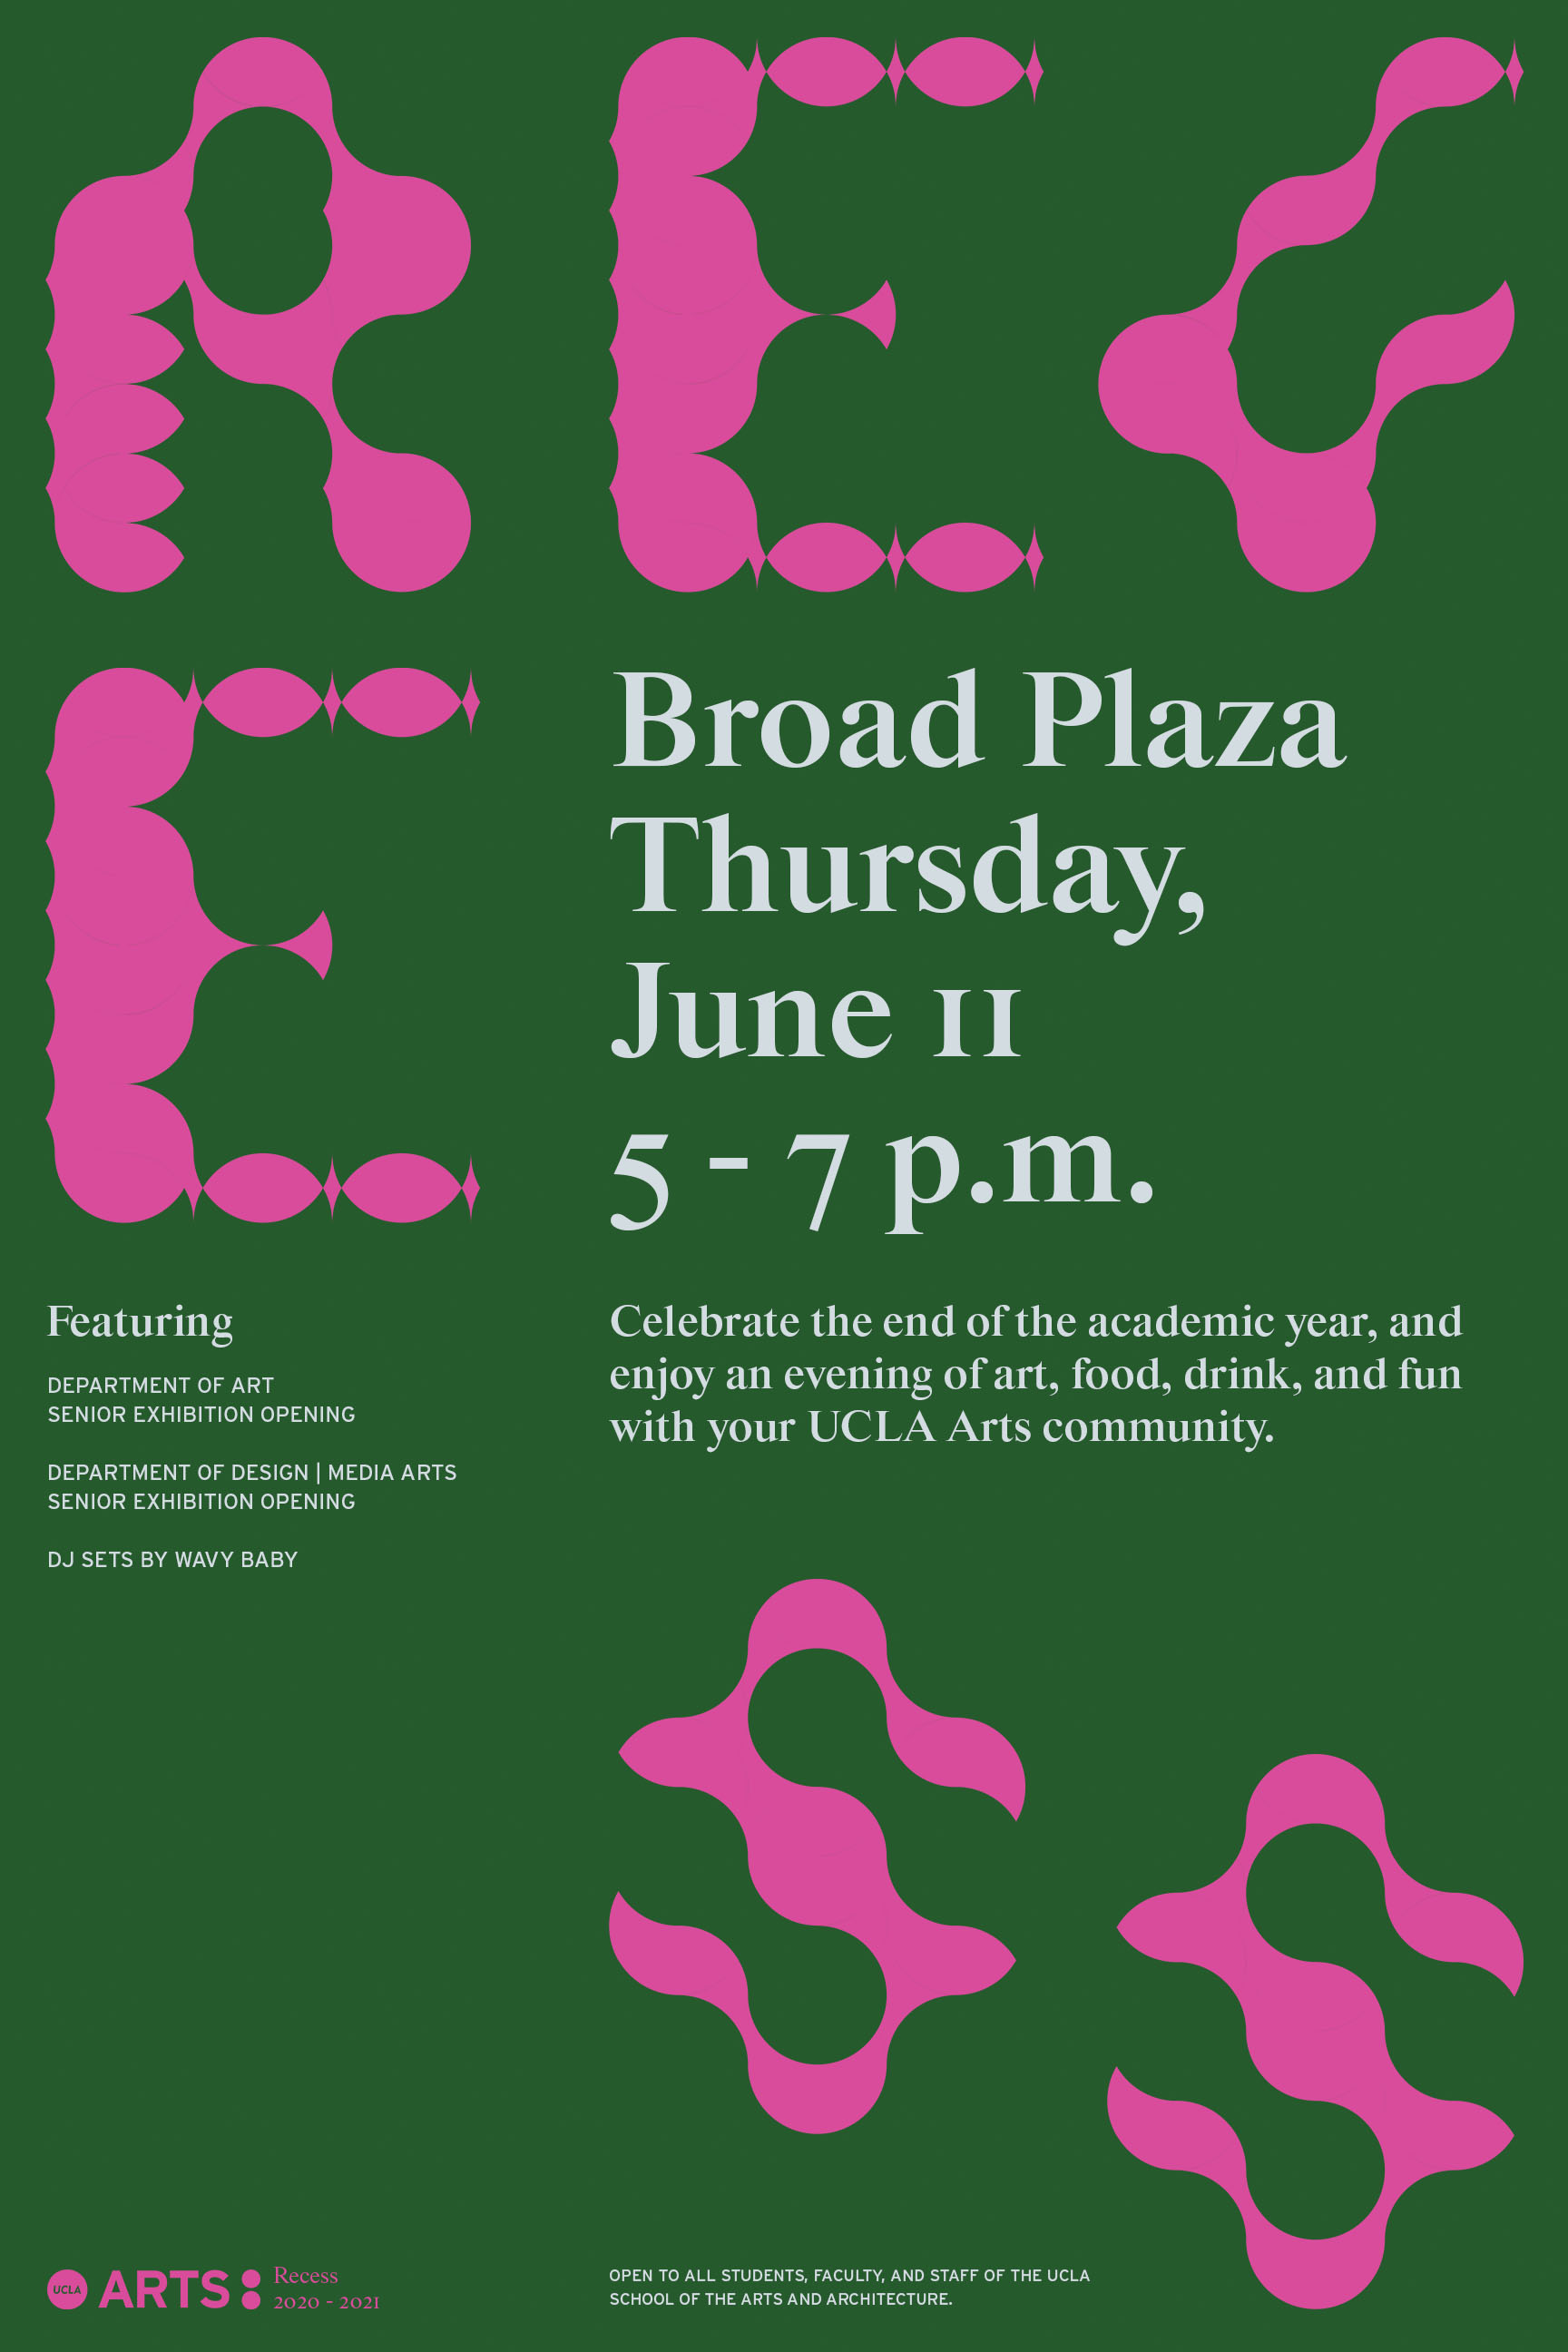 REC
E
Broad Plaza
Thursday,
June 11
5 - 7 p.m.
Featuring
DEPARTMENT OF ART
SENIOR EXHIBITION OPENING
DEPARTMENT OF DESIGN | MEDIA ARTS
SENIOR EXHIBITION OPENING
DJ SETS BY WAVY BABY
Celebrate the end of the academic year, and
enjoy an evening of art, food, drink, and fun
with your UCLA Arts community.
S
S
UCLA ARTS:
Recess
2020 - 2021
OPEN TO ALL STUDENTS, FACULTY, AND STAFF OF THE UCLA
SCHOOL OF THE ARTS AND ARCHITECTURE.